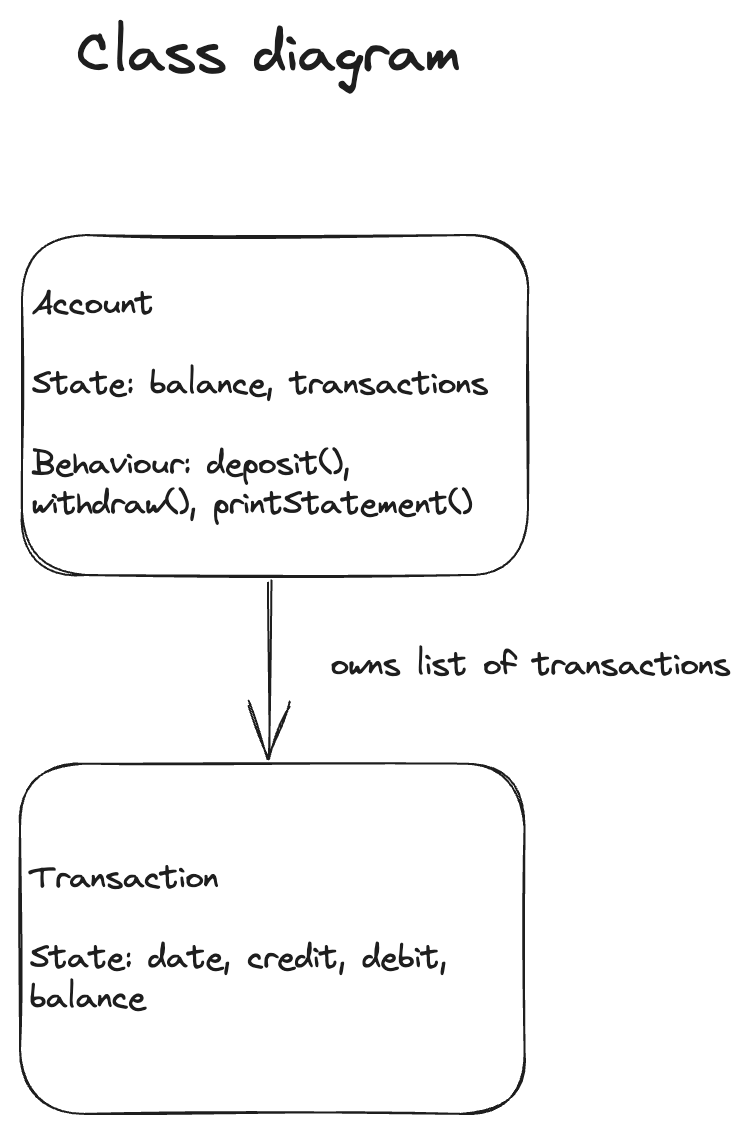 Class diagram
Account
State: balance, transactions
Behaviour: deposit(),
withdraw(), printStatement()
owns list of transactions
Transaction
State: date, credit, debit,
balance